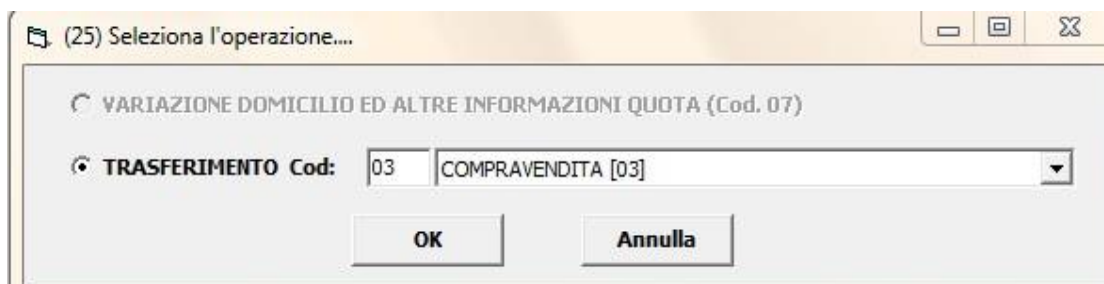 (25) Seleziona l'operazione....
VARIAZIONE DOMICILIO ED ALTRE INFORMAZIONI QUOTA (Cod. 07)
TRASFERIMENTO Cod: 03 COMPRAVENDITA [03]
OK Annulla